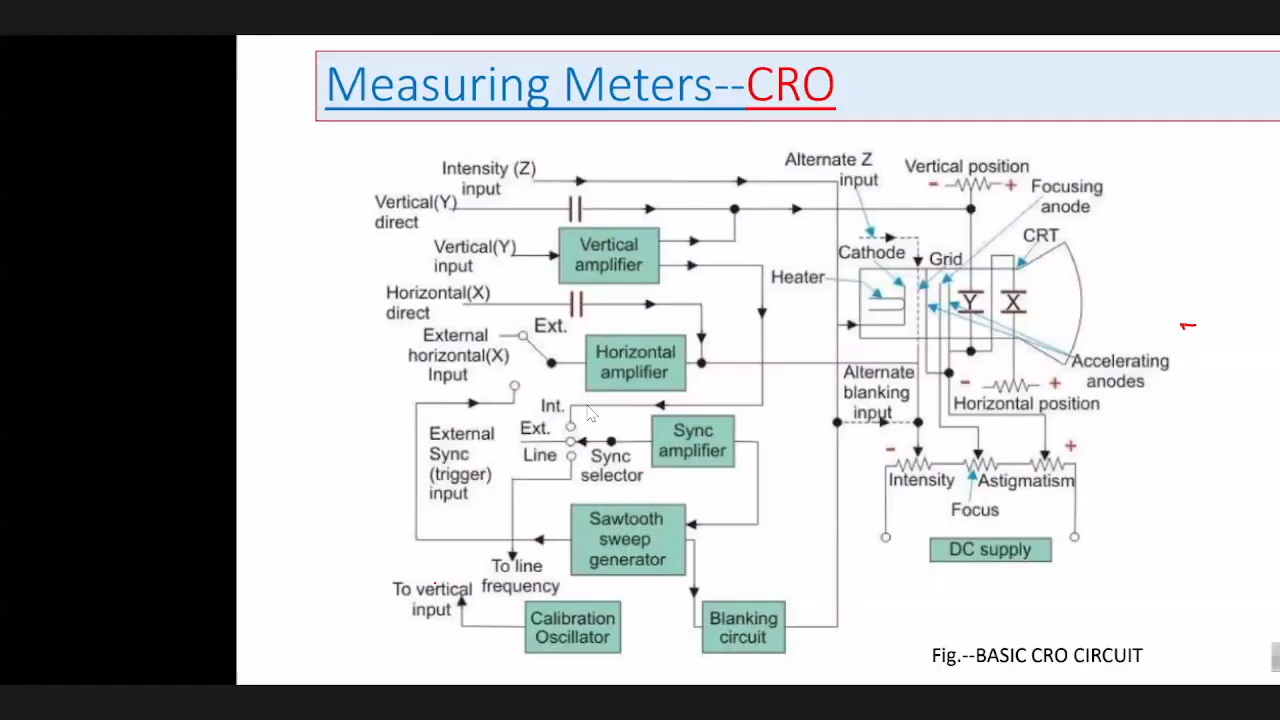 Measuring Meters--CRO
Intensity (Z)
input
Alternate Z
input
Vertical position
- +
Focusing
anode
Vertical(Y)
direct
Vertical(Y)
input
Vertical
amplifier
Cathode
Grid
CRT
Heater
Y
X
Horizontal(X)
direct
External
horizontal(X)
Input
Ext.
Horizontal
amplifier
Accelerating
anodes
Alternate
blanking
input
- +
Horizontal position
Int.
Ext.
Line
Sync
selector
Sync
amplifier
External
Sync
(trigger)
input
- +
Intensity
Astigmatism
Focus
DC supply
Sawtooth
sweep
generator
To line
frequency
To vertical
input
Calibration
Oscillator
Blanking
circuit
Fig.--BASIC CRO CIRCUIT